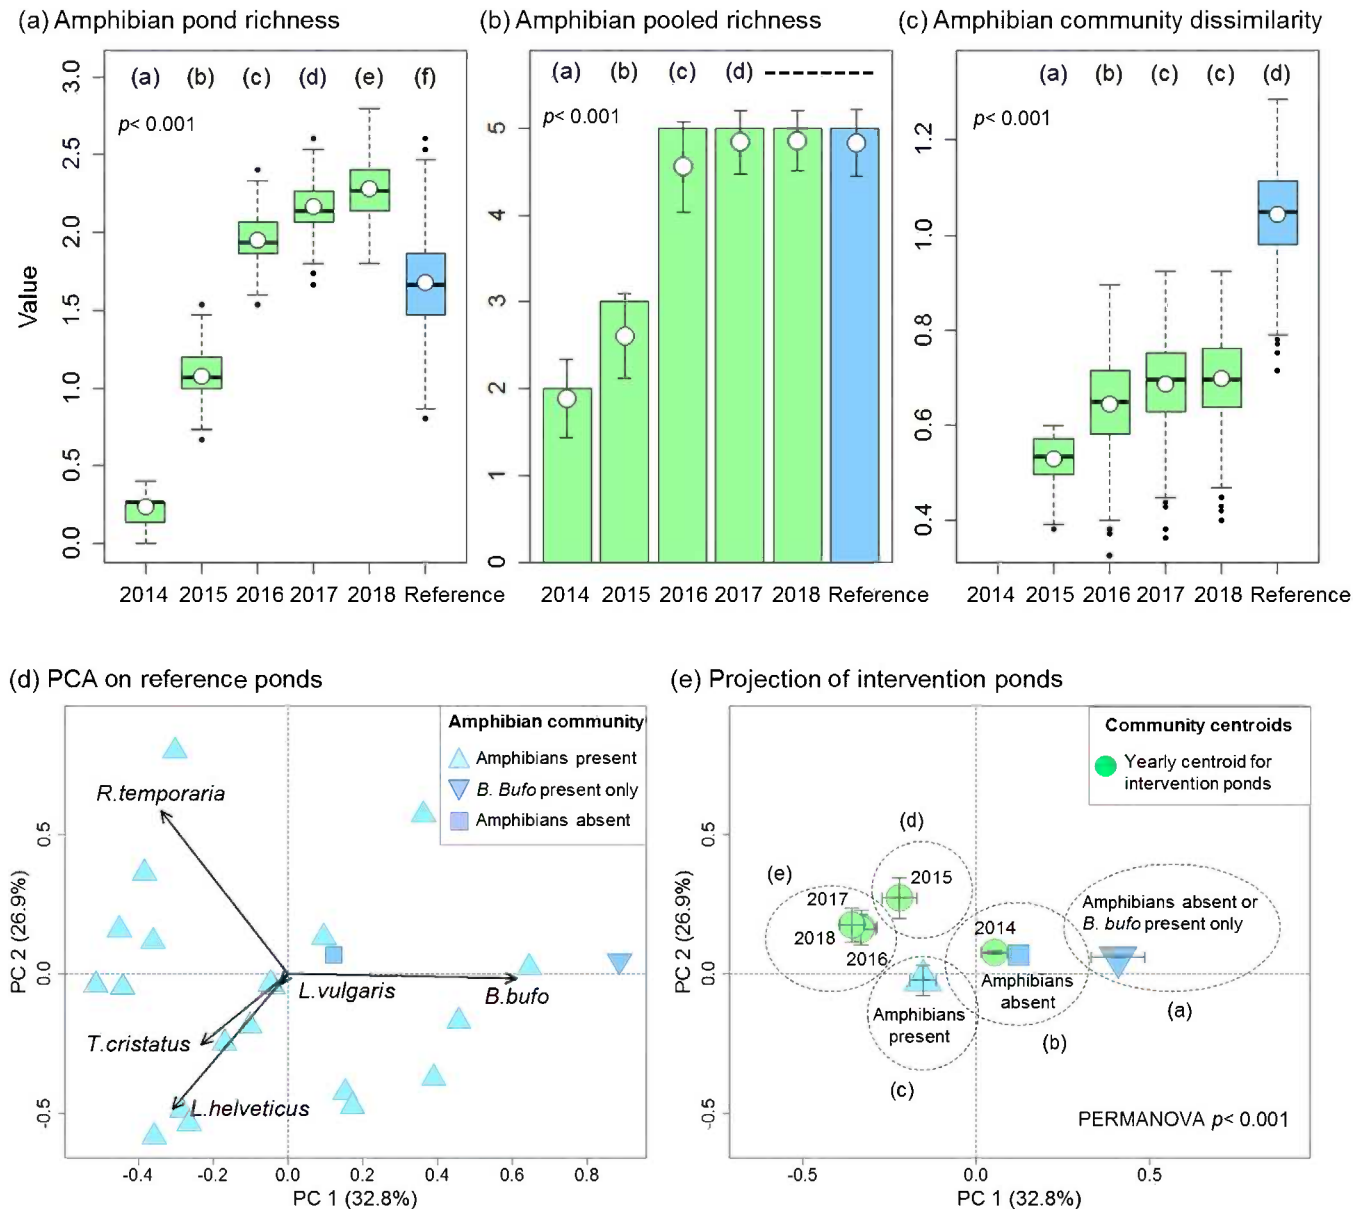 (a) Amphibian pond richness
(b) Amphibian pooled richness
(c) Amphibian community dissimilarity
Value
3.0
2.5
2.0
1.5
1.0
0.5
0.0
(a) (b) (c) (d) (e) (f)
p< 0.001
2014 2015 2016 2017 2018 Reference
5
4
3
2
1
0
(a) (b) (c) (d)
p< 0.001
2014 2015 2016 2017 2018 Reference
1.2
1.0
0.8
0.6
0.4
(a) (b) (c) (c) (d)
p< 0.001
2014 2015 2016 2017 2018 Reference
(d) PCA on reference ponds
PC 2 (26.9%)
0.5
0.0
-0.5
Amphibian community
Amphibians present
B. Bufo present only
Amphibians absent
R.temporaria
L.vulgaris
B.bufo
T.cristatus
L.helveticus
-0.4 -0.2 0.0 0.2 0.4 0.6 0.8
PC 1 (32.8%)
(e) Projection of intervention ponds
PC 2 (26.9%)
0.5
0.0
-0.5
Community centroids
Yearly centroid for
intervention ponds
(d)
(e)
2015
2017
2018
2016
2014
Amphibians absent or
B. bufo present only
Amphibians
absent
Amphibians
present
(a)
(b)
(c)
PERMANOVA p< 0.001
-0.5 0.0 0.5
PC 1 (32.8%)